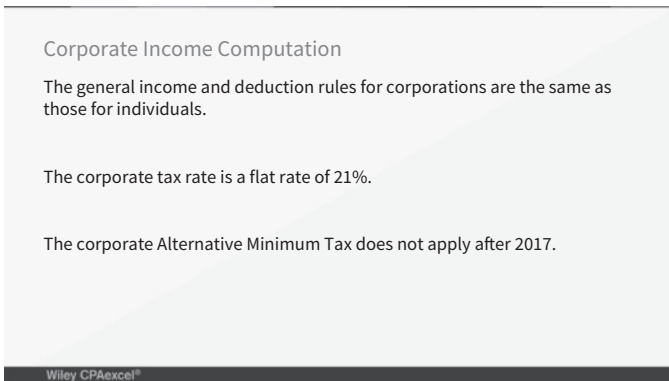 Corporate Income Computation
The general income and deduction rules for corporations are the same as
those for individuals.
The corporate tax rate is a flat rate of 21%.
The corporate Alternative Minimum Tax does not apply after 2017.
Wiley CPAexcel®